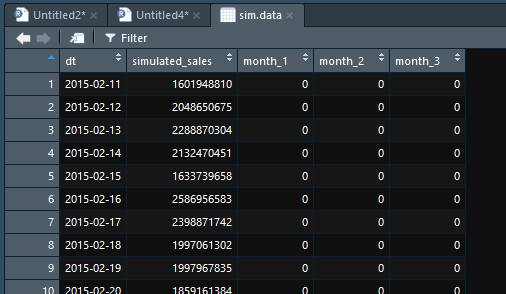 Untitled2* Untitled4* sim.data
Filter
dt simulated_sales month_1 month_2 month_3
1 2015-02-11 1601948810 0 0 0
2 2015-02-12 2048650675 0 0 0
3 2015-02-13 2288870304 0 0 0
4 2015-02-14 2132470451 0 0 0
5 2015-02-15 1633739658 0 0 0
6 2015-02-16 2586956583 0 0 0
7 2015-02-17 2398871742 0 0 0
8 2015-02-18 1997061302 0 0 0
9 2015-02-19 1997967835 0 0 0
10 2015-02-20 1859161384 0 0 0